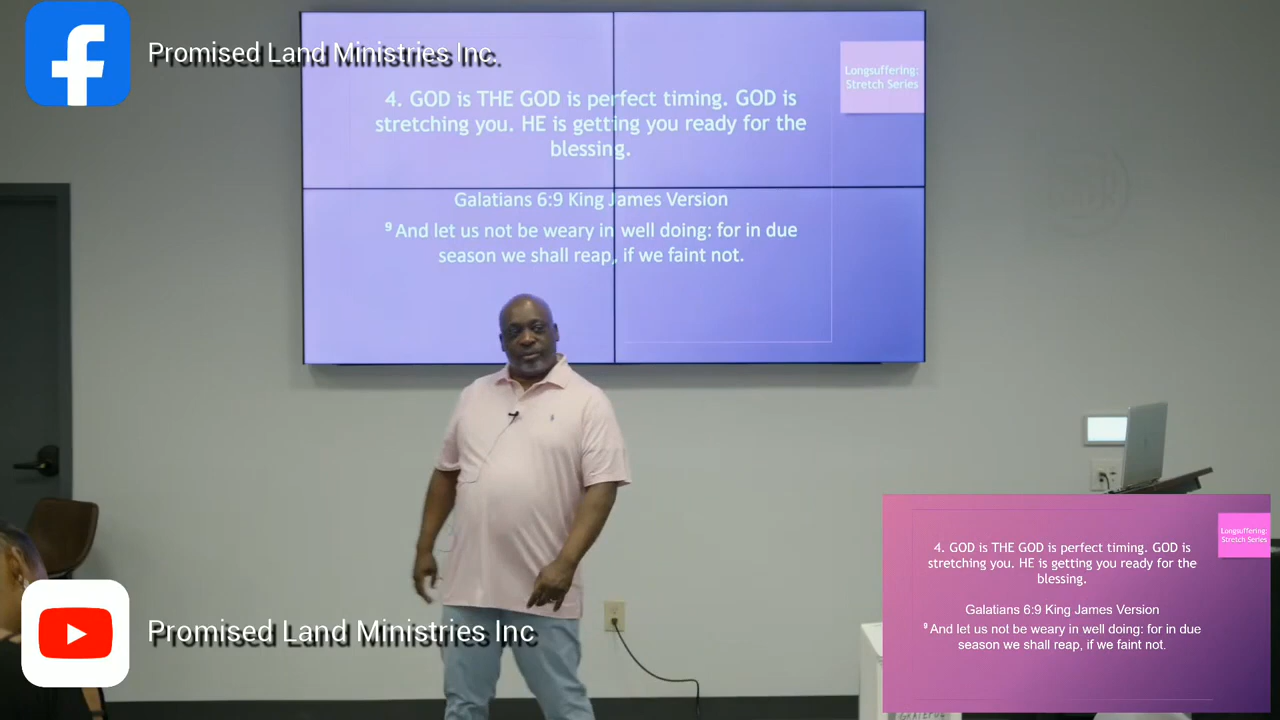 Promised Land Ministries Inc.
Longsuffering:
Stretch Series
4. GOD is THE GOD is perfect timing. GOD is
stretching you. HE is getting you ready for the
blessing.
Galatians 6:9 King James Version
9 And let us not be weary in well doing: for in due
season we shall reap, if we faint not.
Longsuffering:
Stretch Series
4. GOD is THE GOD is perfect timing. GOD is
stretching you. HE is getting you ready for the
blessing.
Galatians 6:9 King James Version
9 And let us not be weary in well doing: for in due
season we shall reap, if we faint not.
Promised Land Ministries Inc